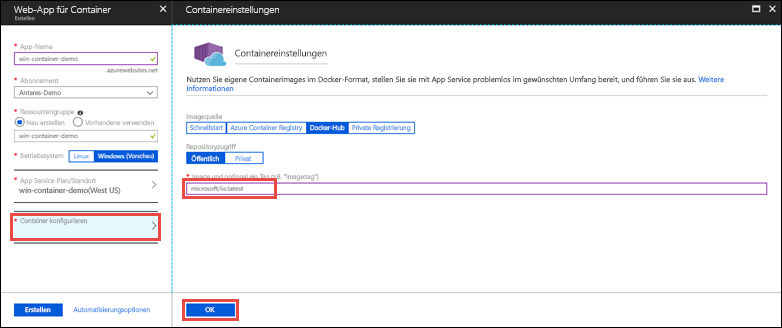 Web-App für Container
Erstellen
* App-Name
win-container-demo
.azurewebsites.net
* Abonnement
Antares-Demo
* Ressourcengruppe
Neu erstellen Vorhandene verwenden
win-container-demo
* Betriebssystem Linux Windows (Vorschau)
* App Service-Plan/Standort
win-container-demo(West US)
* Container konfigurieren
Erstellen Automatisierungsoptionen
Containereinstellungen
Containereinstellungen
Nutzen Sie eigene Containerimages im Docker-Format, stellen Sie sie mit App Service problemlos im gewünschten Umfang bereit, und führen Sie sie aus. Weitere
Informationen
Imagequelle
Schnellstart Azure Container Registry Docker-Hub Private Registrierung
Repositoryzugriff
Öffentlich Privat
* Image und optional ein Tag (z.B. "image:tag")
microsoft/iis:latest
OK